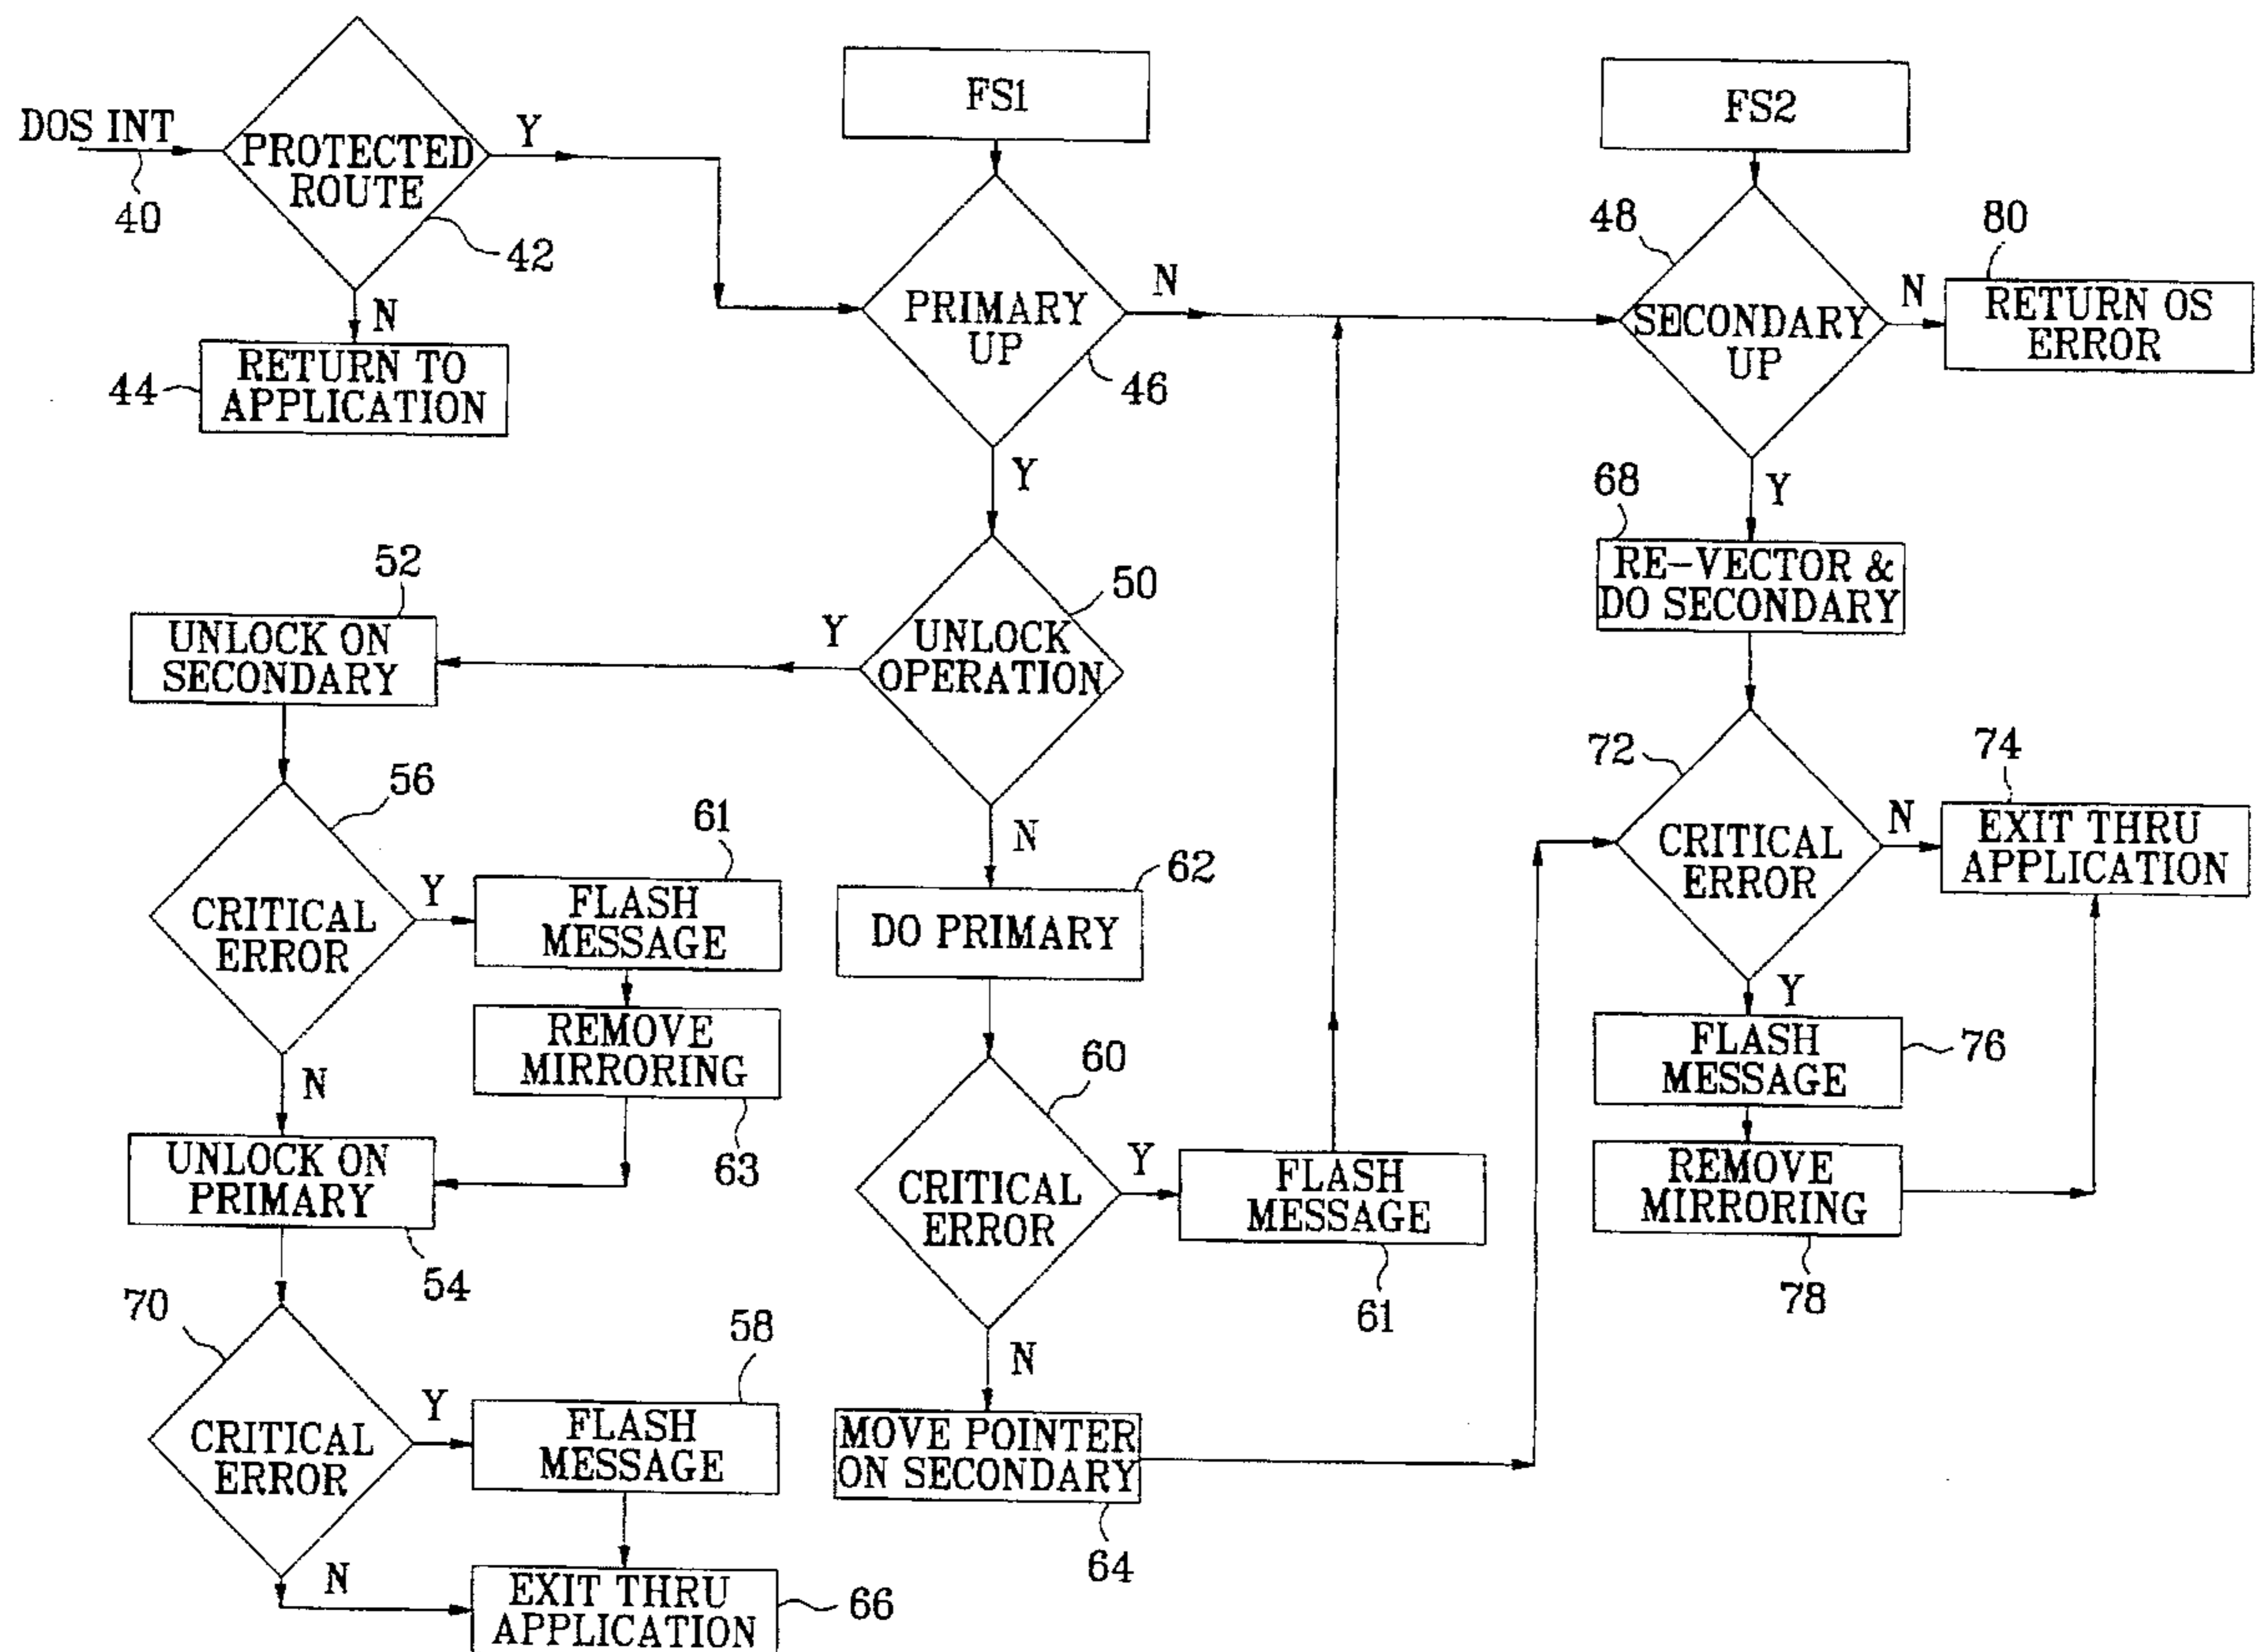 DOS INT
40
PROTECTED
ROUTE
Y
42
N
44
RETURN TO
APPLICATION
FS1
PRIMARY
UP
N
46
Y
FS2
48
SECONDARY
UP
N
80
RETURN OS
ERROR
Y
68
RE-VECTOR &
DO SECONDARY
50
UNLOCK
OPERATION
Y
N
52
UNLOCK ON
SECONDARY
56
CRITICAL
ERROR
Y
N
61
FLASH
MESSAGE
REMOVE
MIRRORING
63
UNLOCK ON
PRIMARY
54
70
CRITICAL
ERROR
Y
N
58
FLASH
MESSAGE
EXIT THRU
APPLICATION
66
62
DO PRIMARY
60
CRITICAL
ERROR
Y
N
FLASH
MESSAGE
61
MOVE POINTER
ON SECONDARY
64
72
CRITICAL
ERROR
N
Y
74
EXIT THRU
APPLICATION
FLASH
MESSAGE
76
REMOVE
MIRRORING
78